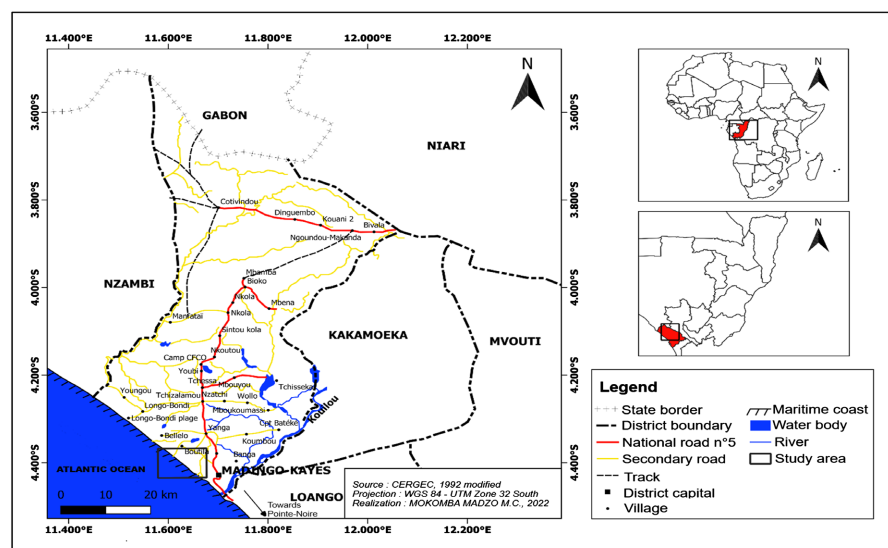 11.400°E 11.600°E 11.800°E 12.000°E 12.200°E
N
GABON
NIARI
3.600°S
3.600°S
3.800°S
3.800°S
Cotivindou
Dinguembo
Kouani 2
Bivala
Ngoundou-Makanda
Mbamba
Bioko
NZAMBI
4.000°S
4.000°S
Nkola
Mbena
Nkola
Manfatai
Sintou kola
KAKAMOEKA
MVOUTI
Nkoutou
Camp CFCO
Youbi
4.200°S
4.200°S
Tchissa
Mbouyou
Tchisseka
Youngou
Tchizalamou
Nzatchi
Wollo
Longo-Bondi
Mboukoumassi
Kouilou
Longo-Bondi plage
Cpt Batéké
Yanga
Bellelo
Koumbou
Boutila
Banga
4.400°S
4.400°S
ATLANTIC OCEAN
MADINGO-KAYES
LOANGO
0 10 20 km
Towards
Pointe-Noire
Source : CERGEC, 1992 modified
Projection : WGS 84 - UTM Zone 32 South
Realization : MOKOMBA MADZO M.C., 2022
11.400°E 11.600°E 11.800°E 12.000°E 12.200°E
N
N
Legend
State border
District boundary
National road n°5
Secondary road
Track
District capital
Village
Maritime coast
Water body
River
Study area